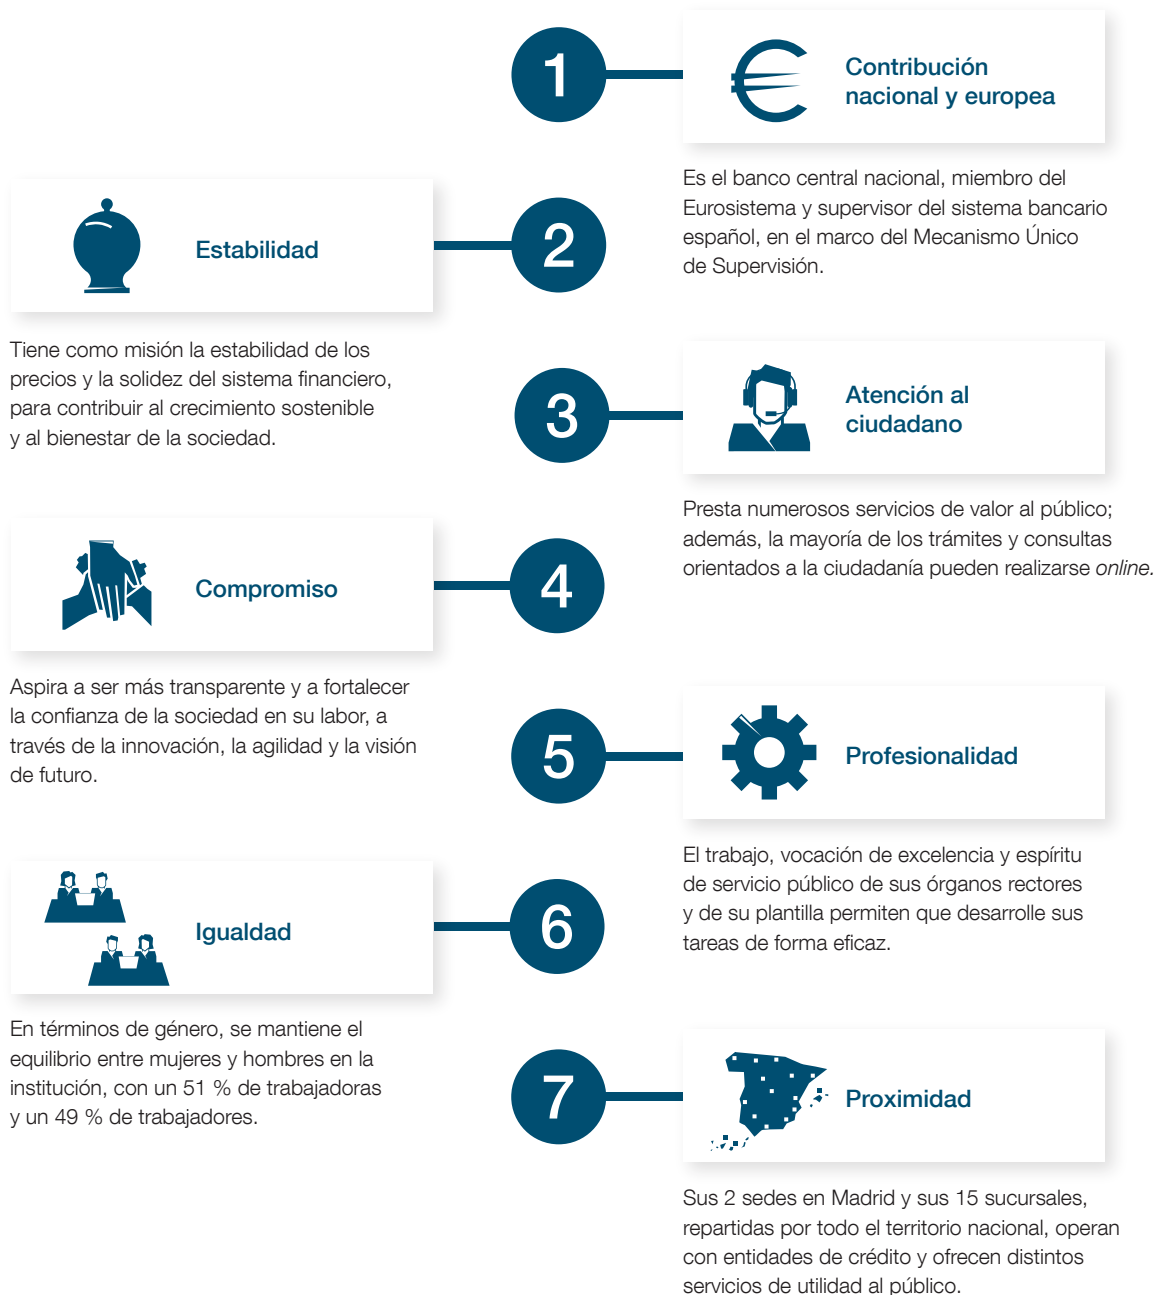 1
Contribución
nacional y europea
Es el banco central nacional, miembro del
Eurosistema y supervisor del sistema bancario
español, en el marco del Mecanismo Único
de Supervisión.
2
Estabilidad
Tiene como misión la estabilidad de los
precios y la solidez del sistema financiero,
para contribuir al crecimiento sostenible
y al bienestar de la sociedad.
3
Atención al
ciudadano
Presta numerosos servicios de valor al público;
además, la mayoría de los trámites y consultas
orientados a la ciudadanía pueden realizarse online.
4
Compromiso
Aspira a ser más transparente y a fortalecer
la confianza de la sociedad en su labor, a
través de la innovación, la agilidad y la visión
de futuro.
5
Profesionalidad
El trabajo, vocación de excelencia y espíritu
de servicio público de sus órganos rectores
y de su plantilla permiten que desarrolle sus
tareas de forma eficaz.
6
Igualdad
En términos de género, se mantiene el
equilibrio entre mujeres y hombres en la
institución, con un 51 % de trabajadoras
y un 49 % de trabajadores.
7
Proximidad
Sus 2 sedes en Madrid y sus 15 sucursales,
repartidas por todo el territorio nacional, operan
con entidades de crédito y ofrecen distintos
servicios de utilidad al público.